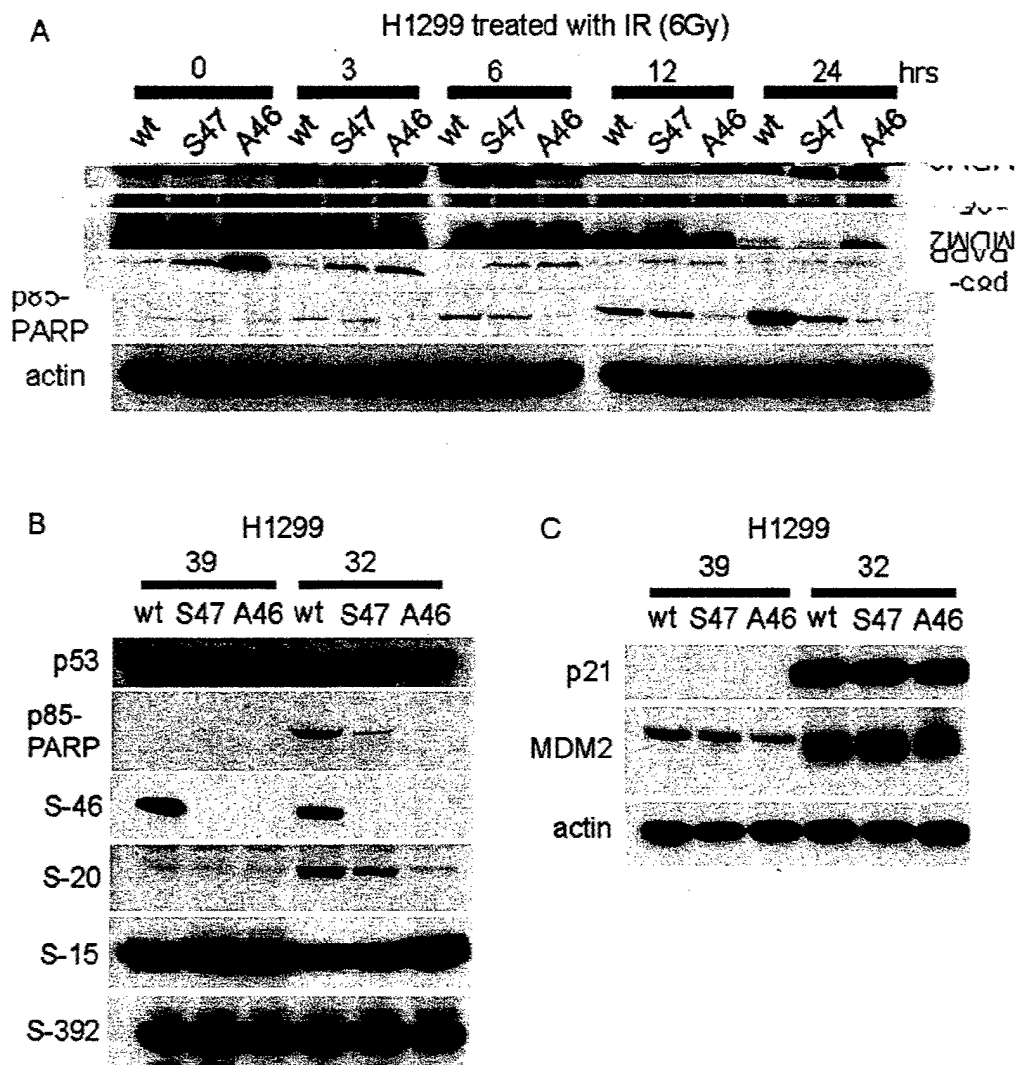 A
H1299 treated with IR (6Gy)
0 3 6 12 24 hrs
wt S47 A46 wt S47 A46 wt S47 A46 wt S47 A46 wt S47 A46
MDM2
PARP
p85-
p85-
PARP
actin
B
H1299
39 32
wt S47 A46 wt S47 A46
p53
p85-
PARP
S-46
S-20
S-15
S-392
C
H1299
39 32
wt S47 A46 wt S47 A46
p21
MDM2
actin